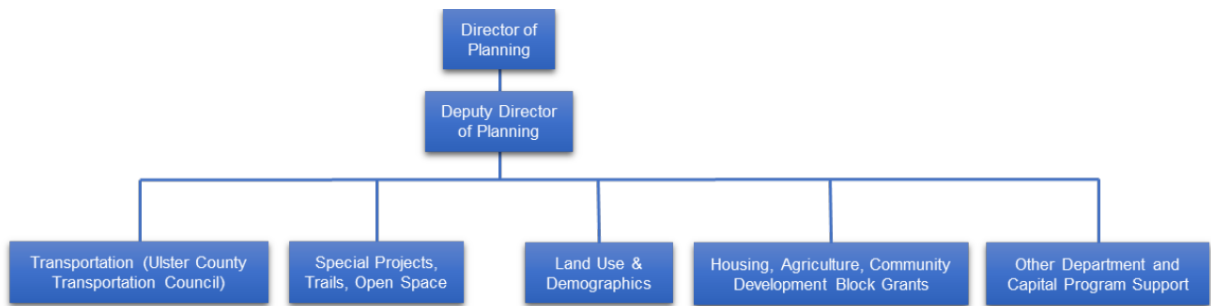 Director of
Planning
Deputy Director
of Planning
Transportation (Ulster County
Transportation Council)
Special Projects,
Trails, Open Space
Land Use &
Demographics
Housing, Agriculture, Community
Development Block Grants
Other Department and
Capital Program Support